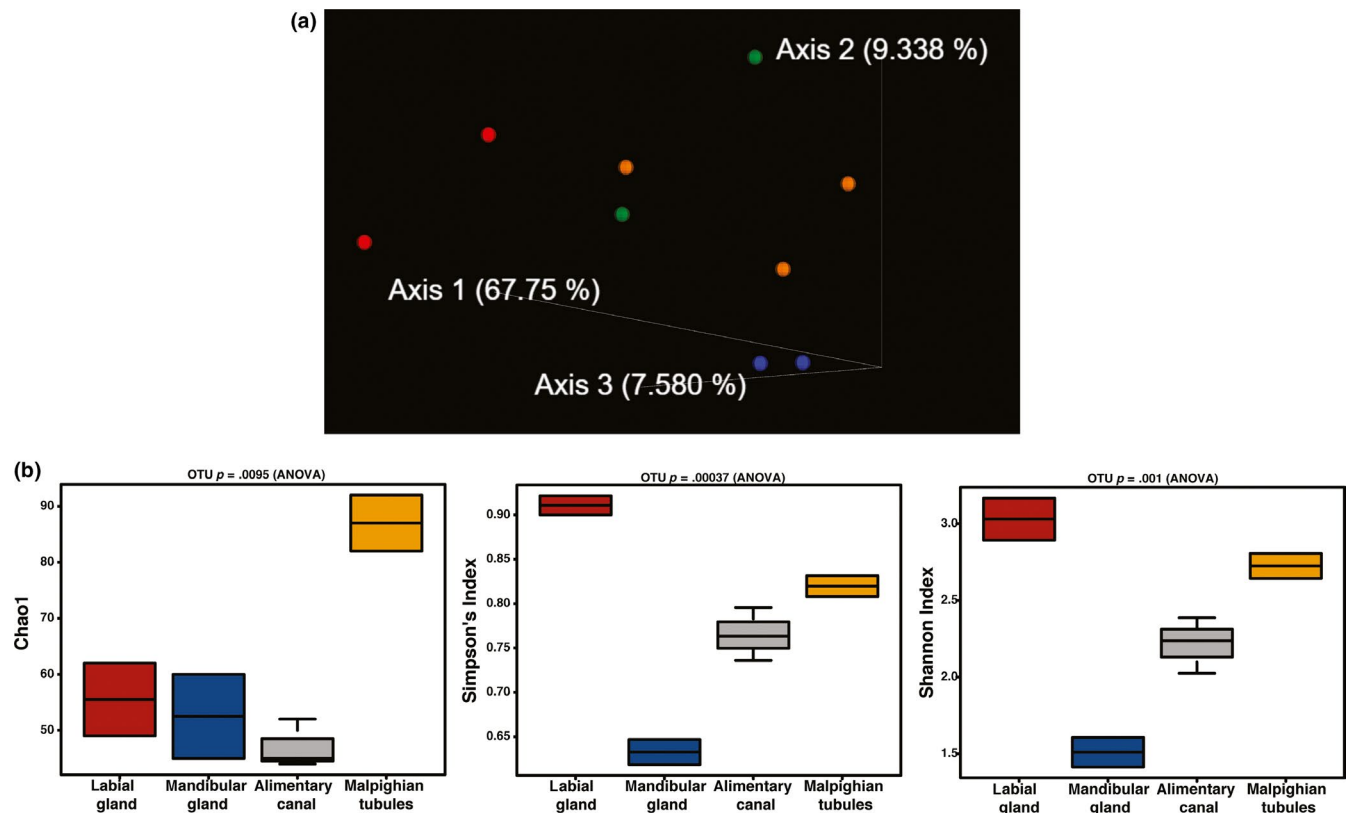 (a)
Axis 2 (9.338 %)
Axis 1 (67.75 %)
Axis 3 (7.580 %)
(b)
OTU p = .0095 (ANOVA)
Chao1
90
80
70
60
50
Labial gland
Mandibular gland
Alimentary canal
Malpighian tubules
OTU p = .00037 (ANOVA)
Simpson's Index
0.90
0.85
0.80
0.75
0.70
0.65
Labial gland
Mandibular gland
Alimentary canal
Malpighian tubules
OTU p = .001 (ANOVA)
Shannon Index
3.0
2.5
2.0
1.5
Labial gland
Mandibular gland
Alimentary canal
Malpighian tubules